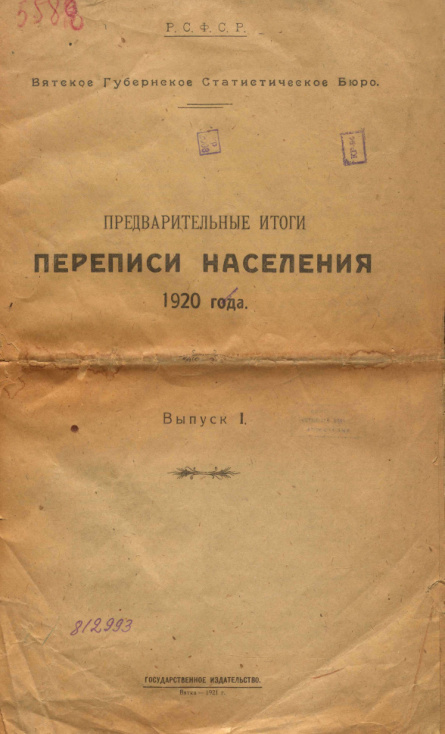 5588
Р. С. Ф. С. Р.
Вятское Губернское Статистическое Бюро.
ПРЕДВАРИТЕЛЬНЫЕ ИТОГИ
ПЕРЕПИСИ НАСЕЛЕНИЯ
1920 года.
Выпуск I.
812993
ГОСУДАРСТВЕННОЕ ИЗДАТЕЛЬСТВО.
Вятка—1921 г.